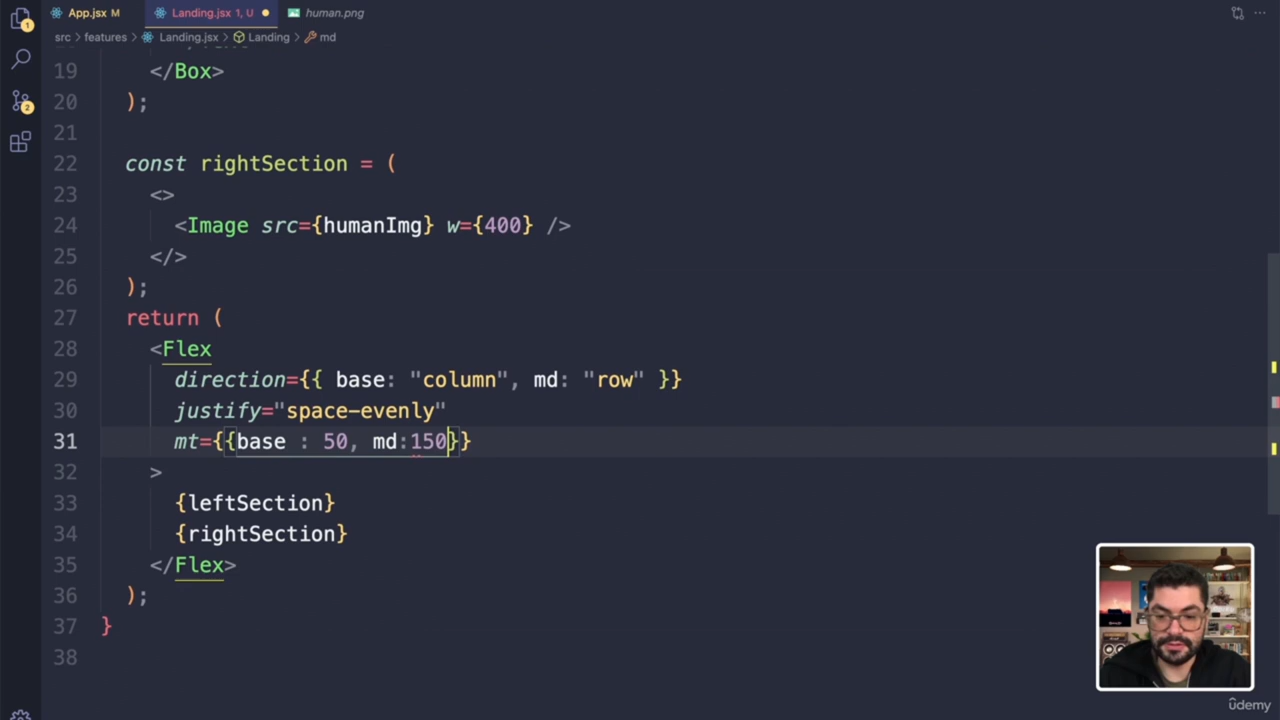 App.jsx M Landing.jsx 1, U human.png
src > features > Landing.jsx > Landing > md
19 </Box>
20 );
21
22 const rightSection = (
23 <>
24 <Image src={humanImg} w={400} />
25 </>
26 );
27 return (
28 <Flex
29 direction={{ base: "column", md: "row" }}
30 justify="space-evenly"
31 mt={{base : 50, md:150}}
32 >
33 {leftSection}
34 {rightSection}
35 </Flex>
36 );
37 }
38
1
2
udemy